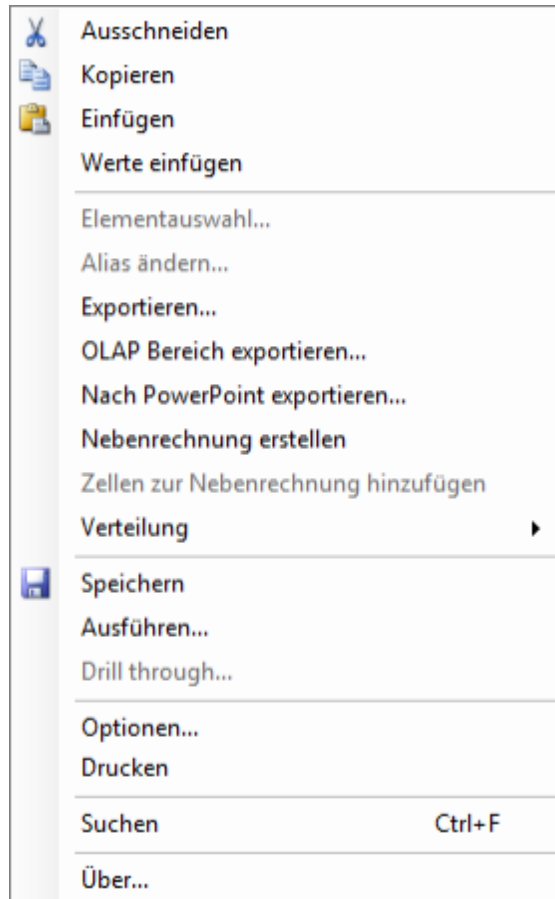 Ausschneiden
Kopieren
Einfügen
Werte einfügen
Elementauswahl...
Alias ändern...
Exportieren...
OLAP Bereich exportieren...
Nach PowerPoint exportieren...
Nebenrechnung erstellen
Zellen zur Nebenrechnung hinzufügen
Verteilung
Speichern
Ausführen...
Drill through...
Optionen...
Drucken
Suchen Ctrl+F
Über...